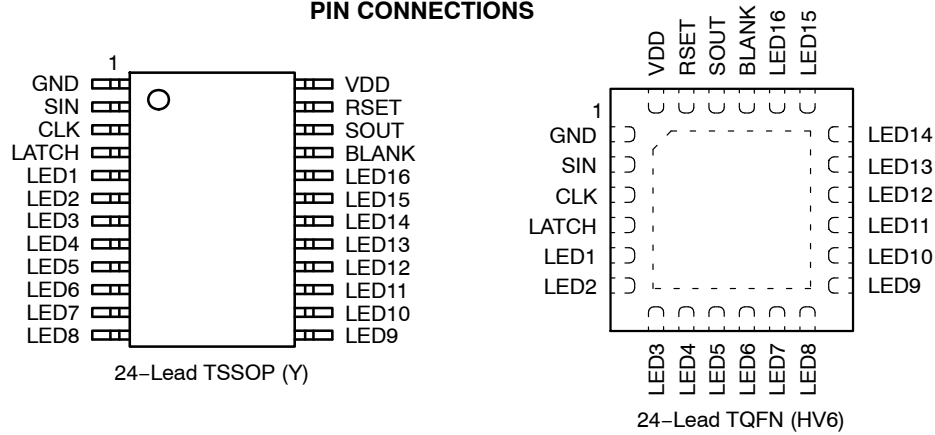 PIN CONNECTIONS
1
GND
SIN
CLK
LATCH
LED1
LED2
LED3
LED4
LED5
LED6
LED7
LED8
VDD
RSET
SOUT
BLANK
LED16
LED15
LED14
LED13
LED12
LED11
LED10
LED9
24−Lead TSSOP (Y)
VDD
RSET
SOUT
BLANK
LED16
LED15
1
GND
SIN
CLK
LATCH
LED1
LED2
LED14
LED13
LED12
LED11
LED10
LED9
LED3
LED4
LED5
LED6
LED7
LED8
24−Lead TQFN (HV6)